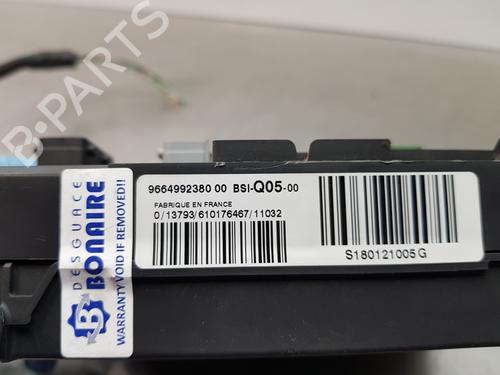 B-PARTS
9664992380 00 BSI-Q05-00
FABRIQUE EN FRANCE
0/13793/610176467/11032
S180121005G
DESGUACE
BONAIRE
WARRANTY VOID IF REMOVED!!
B